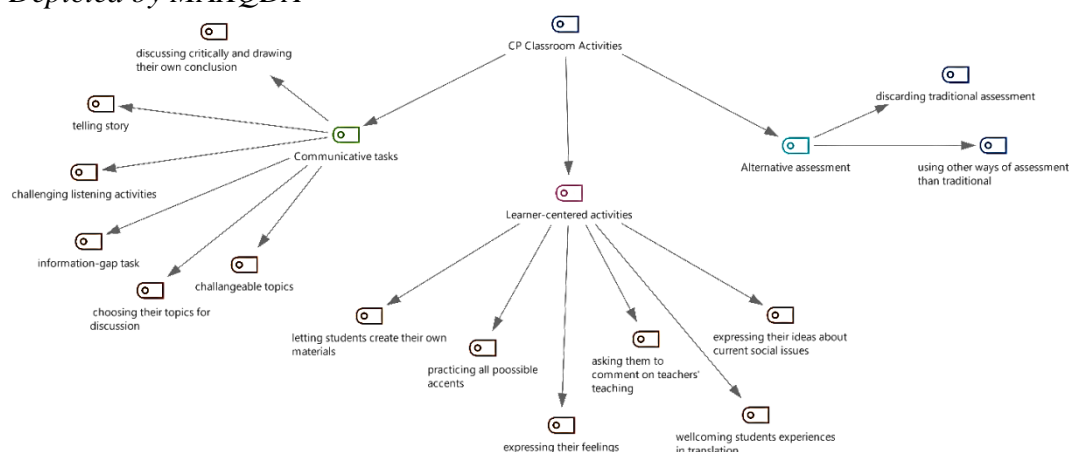 Depicted by MAXQDA
CP Classroom Activities
discussing critically and drawing
their own conclusion
telling story
challenging listening activities
information-gap task
choosing their topics for
discussion
challangeable topics
Communicative tasks
Learner-centered activities
letting students create their own
materials
practicing all poossible
accents
expressing their feelings
asking them to
comment on teachers'
teaching
wellcoming students experiences
in translation
expressing their ideas about
current social issues
Alternative assessment
discarding traditional assessment
using other ways of assessment
than traditional